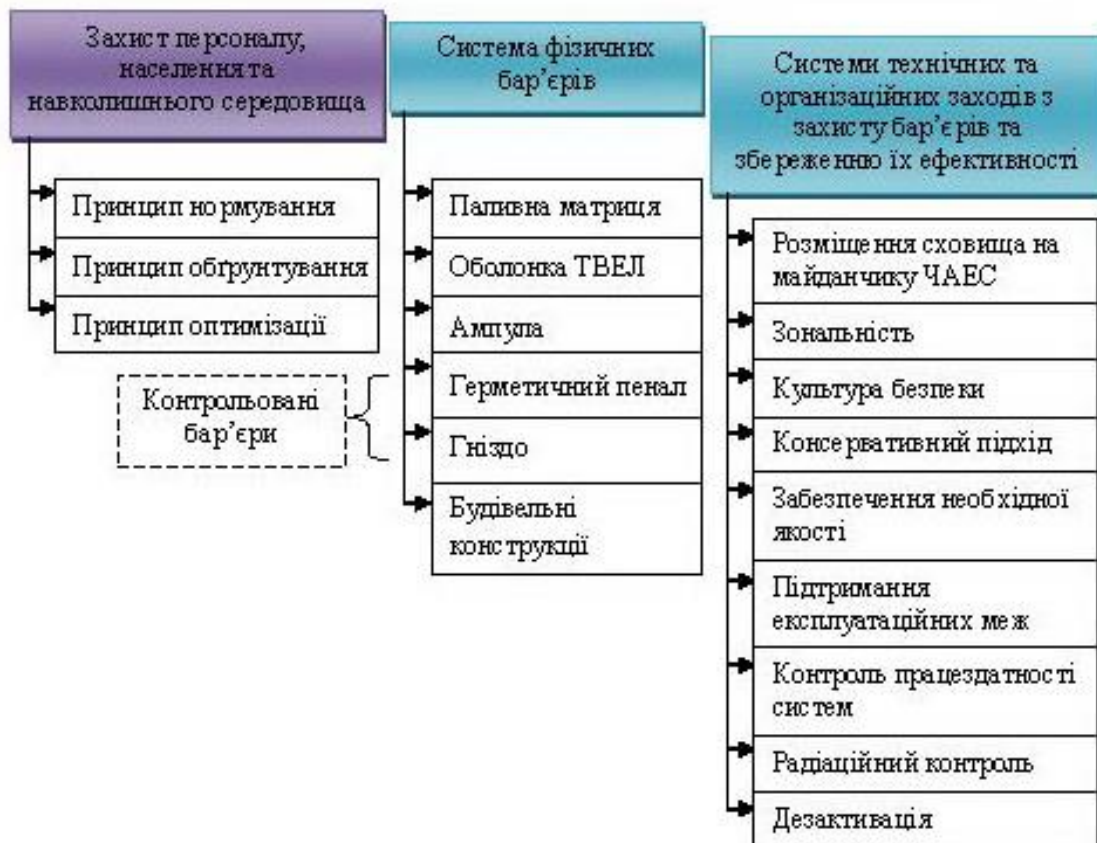 Захист персоналу,
населення та
навколишнього середовища
Принцип нормування
Принцип обґрунтування
Принцип оптимізації
Контрольовані
бар’єри
Система фізичних
бар’єрів
Паливна матриця
Оболонка ТВЕЛ
Ампула
Герметичний пенал
Гніздо
Будівельні
конструкції
Системи технічних та
організаційних заходів з
захисту бар’єрів та
збереженню їх ефективності
Розміщення сховища на
майданчику ЧАЕС
Зональність
Культура безпеки
Консервативний підхід
Забезпечення необхідної
якості
Підтримання
експлуатаційних меж
Контроль працездатності
систем
Радіаційний контроль
Дезактивація